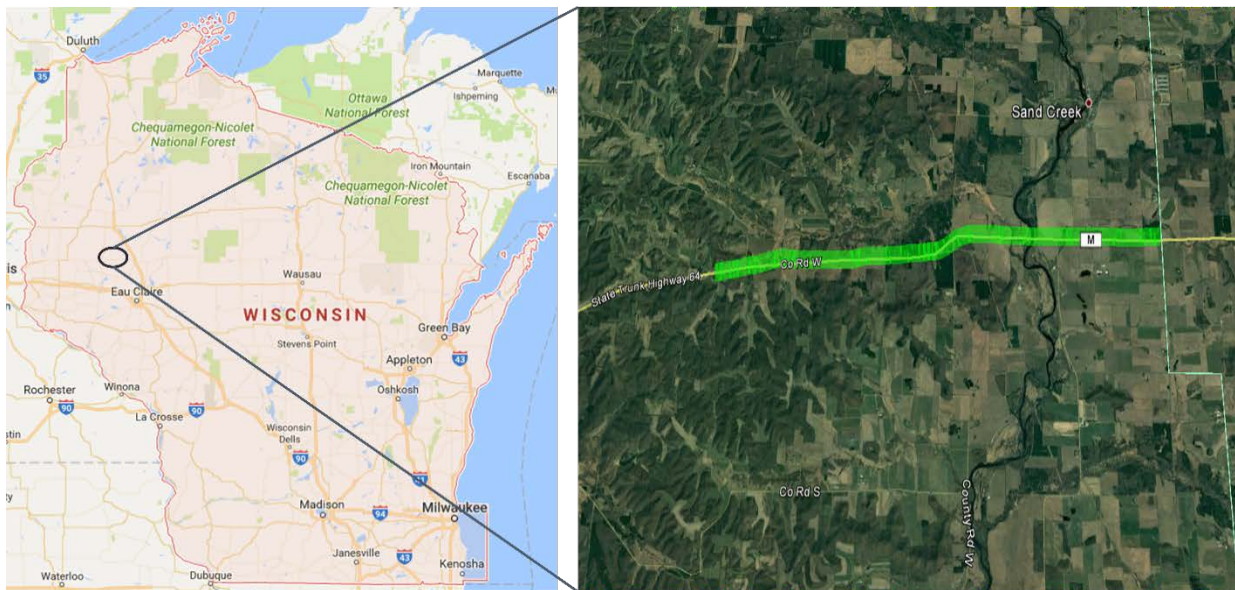 Duluth
35
Marquette
Ishpeming
Mu
Ottawa
National Forest
Chequamegon-Nicolet
National Forest
Iron Mountain
Escanaba
Chequamegon-Nicolet
National Forest
is
Wausau
Eau Claire
WISCONSIN
Green Bay
Stevens Point
43
Appleton
Oshkosh
Rochester
90
Winona
La Crosse
90
stin
Wisconsin
Dells
90
Madison
94
Milwaukee
Janesville
43
Kenosha
Waterloo
Dubuque
Sand Creek
M
Co Rd W
State Trunk Highway 64
Co Rd S
County Rd W